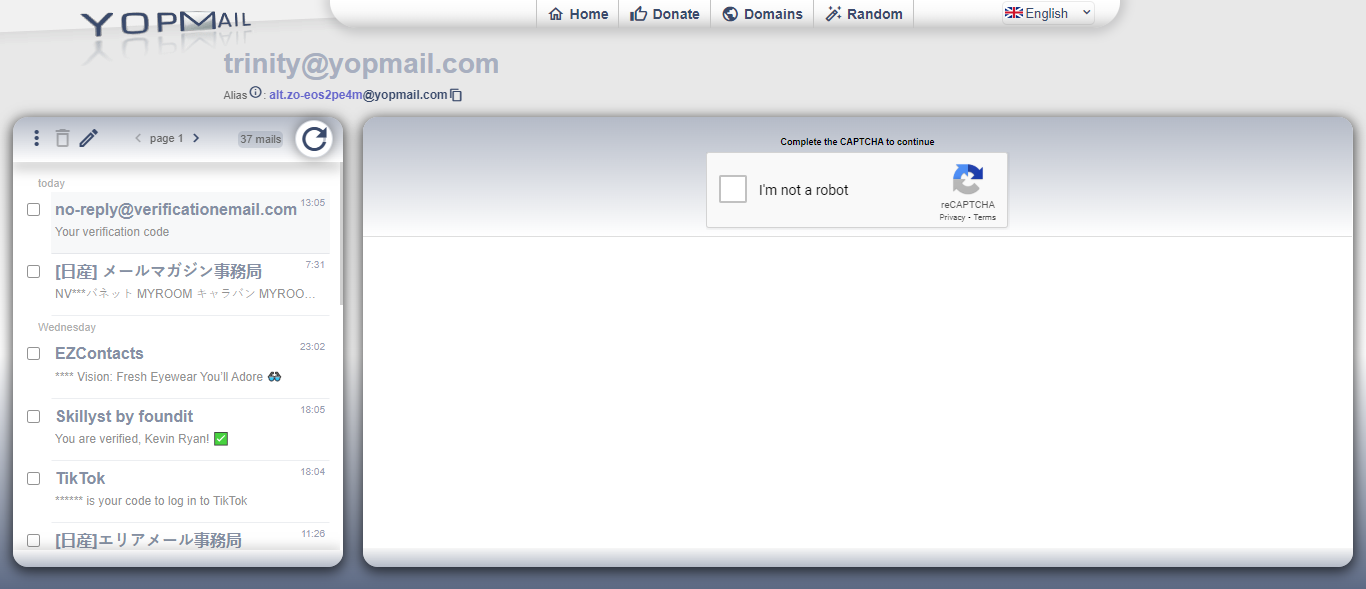 YOPMAIL
Home
Donate
Domains
Random
English
trinity@yopmail.com
Alias : alt.zo-eos2pe4m@yopmail.com
page 1
37 mails
today
no-reply@verificationemail.com 13:05
Your verification code
[日産] メールマガジン事務局 7:31
NV***バネット MYROOM キャラバン MYROO...
Wednesday
EZContacts 23:02
**** Vision: Fresh Eyewear You'll Adore
Skillyst by foundit 18:05
You are verified, Kevin Ryan!
TikTok 18:04
****** is your code to log in to TikTok
[日産]エリアメール事務局 11:26
Complete the CAPTCHA to continue
I'm not a robot
reCAPTCHA
Privacy - Terms